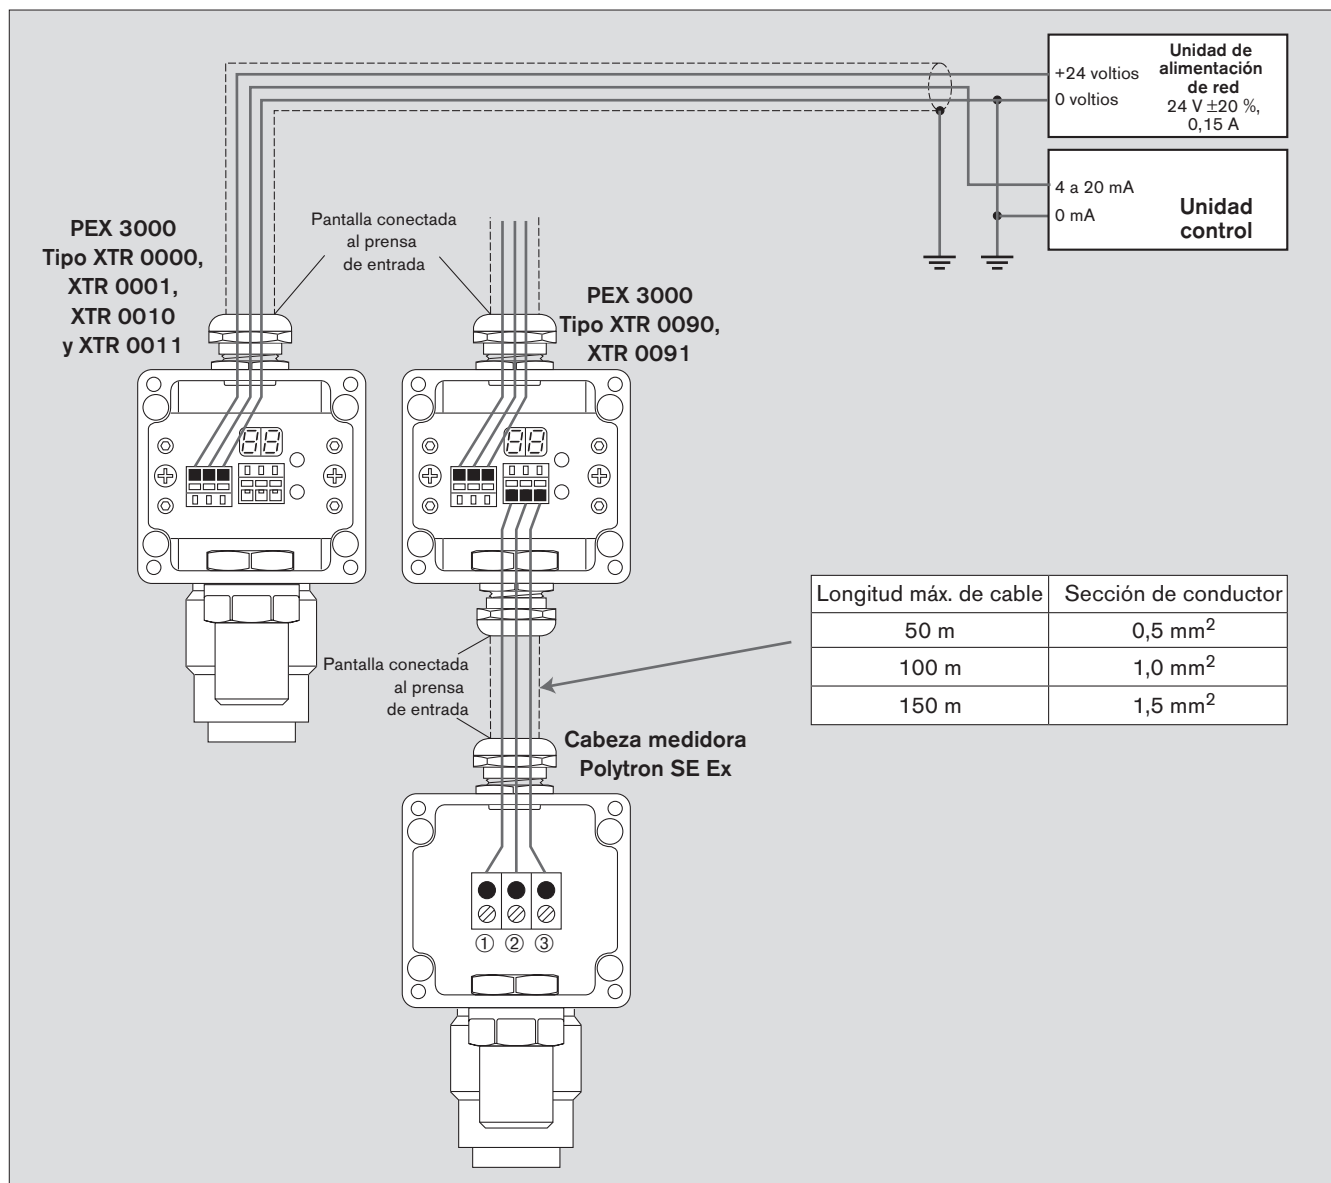 Unidad de
alimentación
de red
24 V ±20 %,
0,15 A
+24 voltios
0 voltios
4 a 20 mA
0 mA
Unidad
control
PEX 3000
Tipo XTR 0000,
XTR 0001,
XTR 0010
y XTR 0011
Pantalla conectada
al prensa
de entrada
PEX 3000
Tipo XTR 0090,
XTR 0091
88
88
Longitud máx. de cable Sección de conductor
50 m 0,5 mm²
100 m 1,0 mm²
150 m 1,5 mm²
Pantalla conectada
al prensa
de entrada
Cabeza medidora
Polytron SE Ex
① ② ③